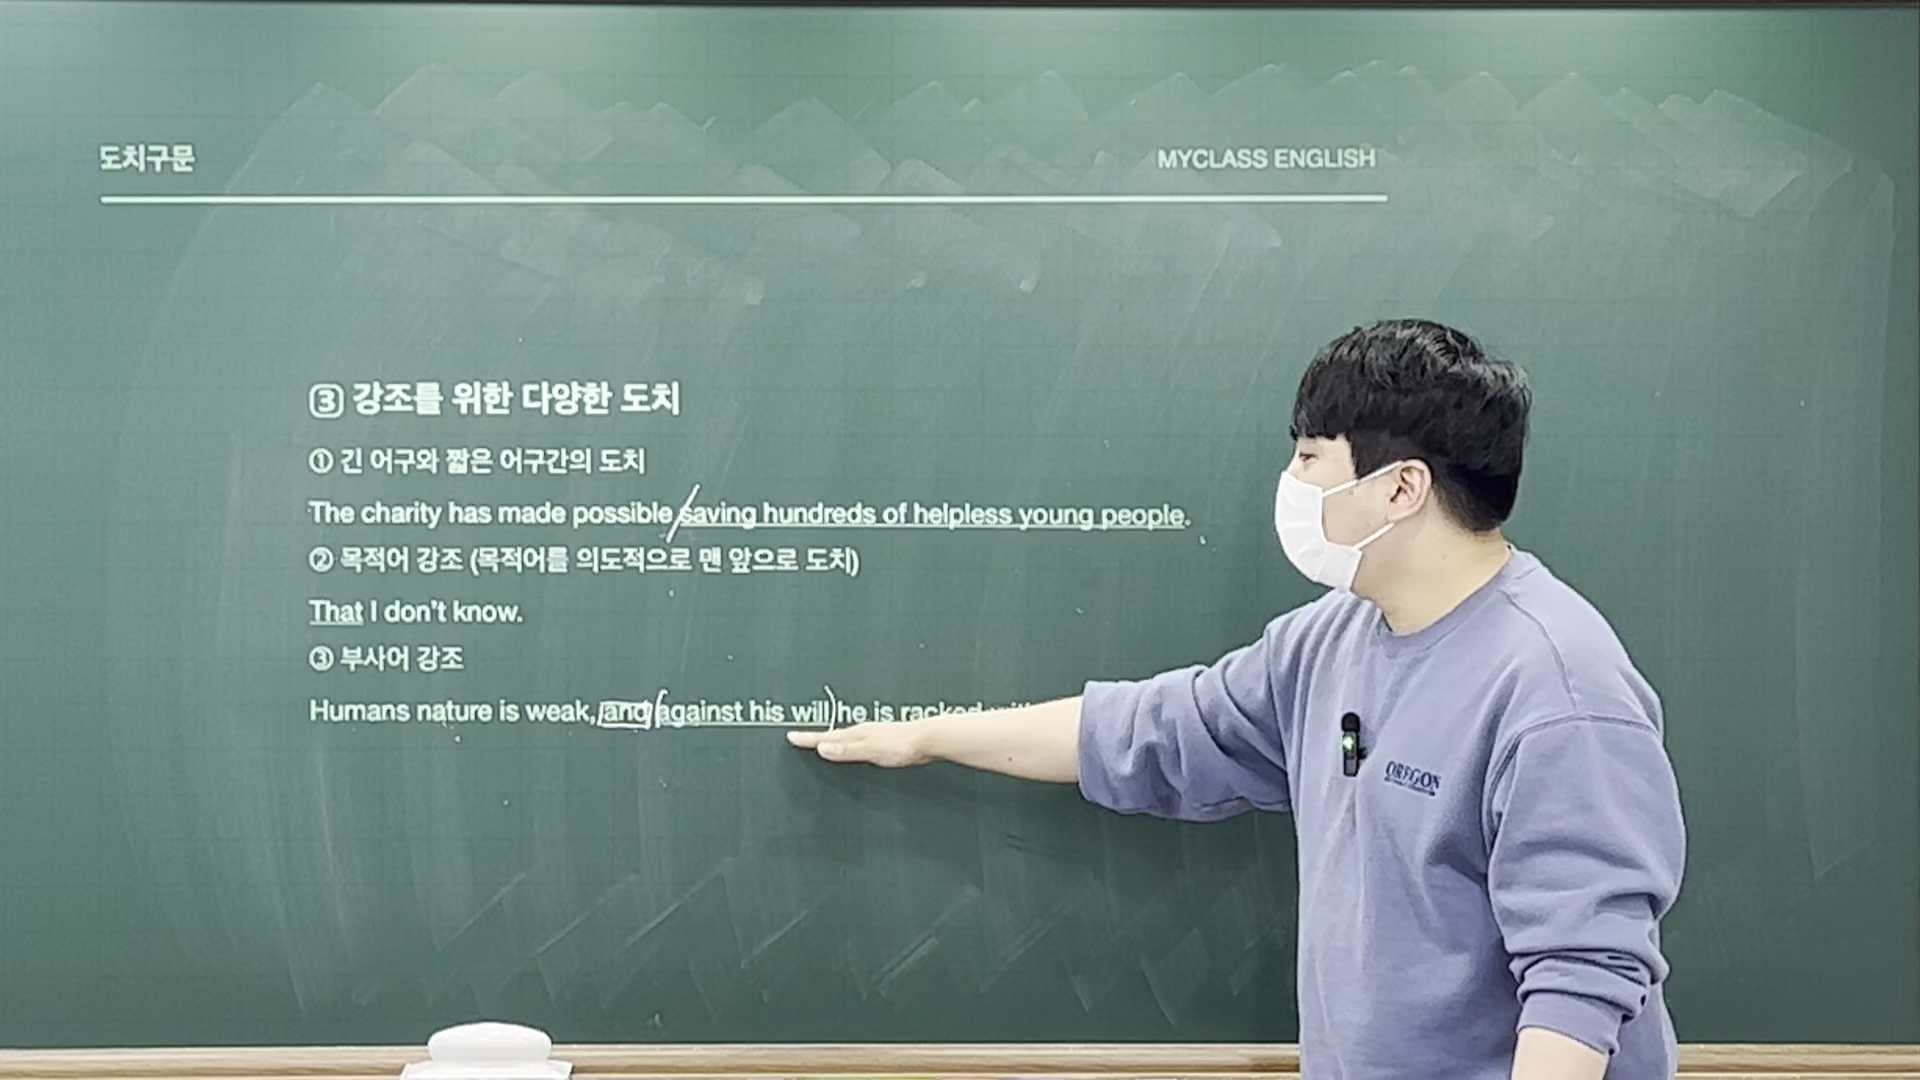 도치구문
MYCLASS ENGLISH
3 강조를 위한 다양한 도치
① 긴 어구와 짧은 어구간의 도치
The charity has made possible saving hundreds of helpless young people.
② 목적어 강조 (목적어를 의도적으로 맨 앞으로 도치)
That I don't know.
③ 부사어 강조
Humans nature is weak, and against his will he is racked
OREGON